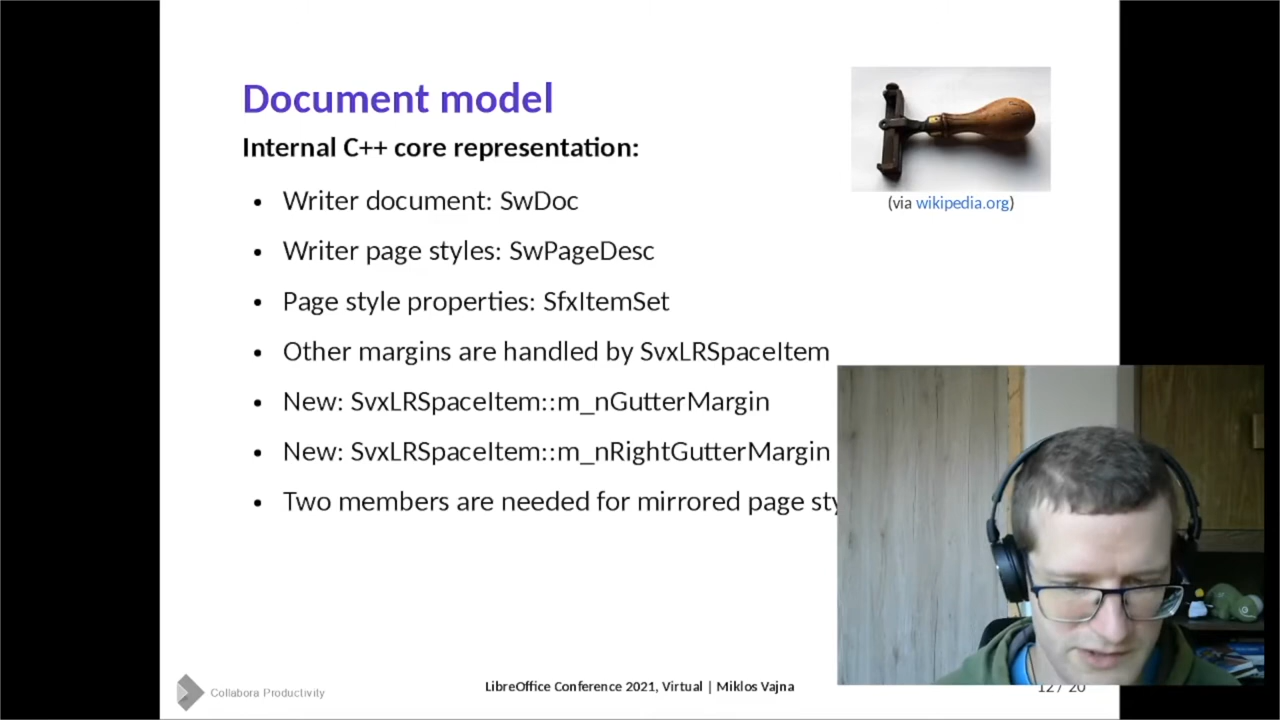 Document model
Internal C++ core representation:
• Writer document: SwDoc
• Writer page styles: SwPageDesc
• Page style properties: SfxItemSet
• Other margins are handled by SvxLRSpaceItem
• New: SvxLRSpaceItem::m_nGutterMargin
• New: SvxLRSpaceItem::m_nRightGutterMargin
• Two members are needed for mirrored page
(via wikipedia.org)
Collabora Productivity
LibreOffice Conference 2021, Virtual | Miklos Vajna
12 / 20